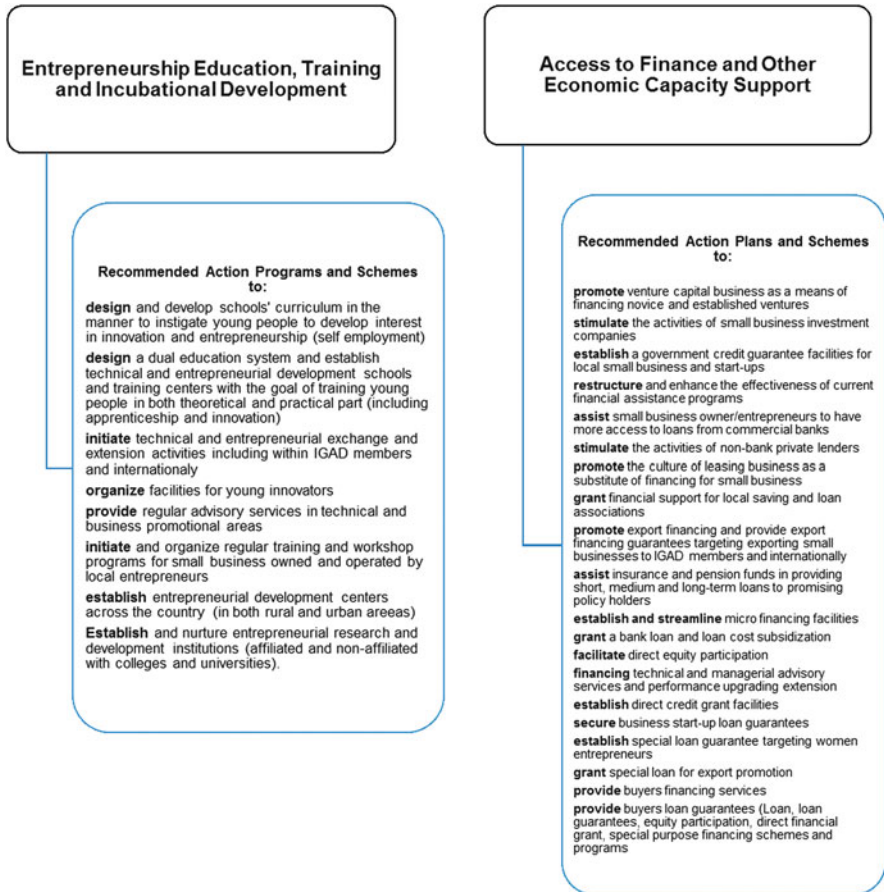 Entrepreneurship Education, Training
and Incubational Development
Recommended Action Programs and Schemes
to:
design and develop schools' curriculum in the
manner to instigate young people to develop interest
in innovation and entrepreneurship (self employment)
design a dual education system and establish
technical and entrepreneurial development schools
and training centers with the goal of training young
people in both theoretical and practical part (including
apprenticeship and innovation)
initiate technical and entrepreneurial exchange and
extension activities including within IGAD members
and internationaly
organize facilities for young innovators
provide regular advisory services in technical and
business promotional areas
initiate and organize regular training and workshop
programs for small business owned and operated by
local entrepreneurs
establish entrepreneurial development centers
across the country (in both rural and urban areeas)
Establish and nurture entrepreneurial research and
development institutions (affiliated and non-affiliated
with colleges and universities).
Access to Finance and Other
Economic Capacity Support
Recommended Action Plans and Schemes
to:
promote venture capital business as a means of
financing novice and established ventures
stimulate the activities of small business investment
companies
establish a government credit guarantee facilities for
local small business and start-ups
restructure and enhance the effectiveness of current
financial assistance programs
assist small business owner/entrepreneurs to have
more access to loans from commercial banks
stimulate the activities of non-bank private lenders
promote the culture of leasing business as a
substitute of financing for small business
grant financial support for local saving and loan
associations
promote export financing and provide export
financing guarantees targeting exporting small
businesses to IGAD members and internationally
assist insurance and pension funds in providing
short, medium and long-term loans to promising
policy holders
establish and streamline micro financing facilities
grant a bank loan and loan cost subsidization
facilitate direct equity participation
financing technical and managerial advisory
services and performance upgrading extension
establish direct credit grant facilities
secure business start-up loan guarantees
establish special loan guarantee targeting women
entrepreneurs
grant special loan for export promotion
provide buyers financing services
provide buyers loan guarantees (Loan, loan
guarantees, equity participation, direct financial
grant, special purpose financing schemes and
programs